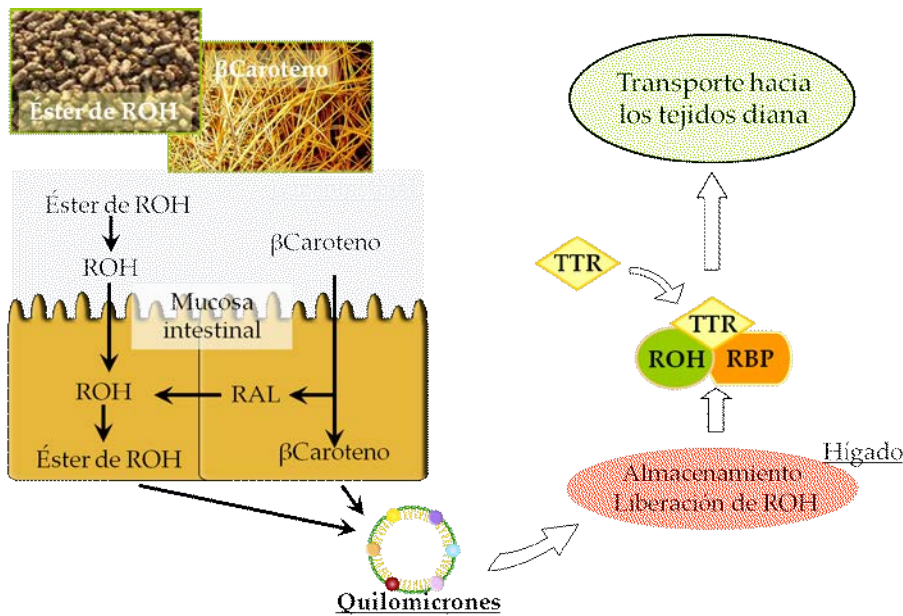 Éster de ROH
βCaroteno
Éster de ROH
ROH
βCaroteno
Mucosa
intestinal
ROH
RAL
Éster de ROH
βCaroteno
Quilomicrones
Hígado
Almacenamiento
Liberación de ROH
ROH
RBP
TTR
TTR
Transporte hacia
los tejidos diana